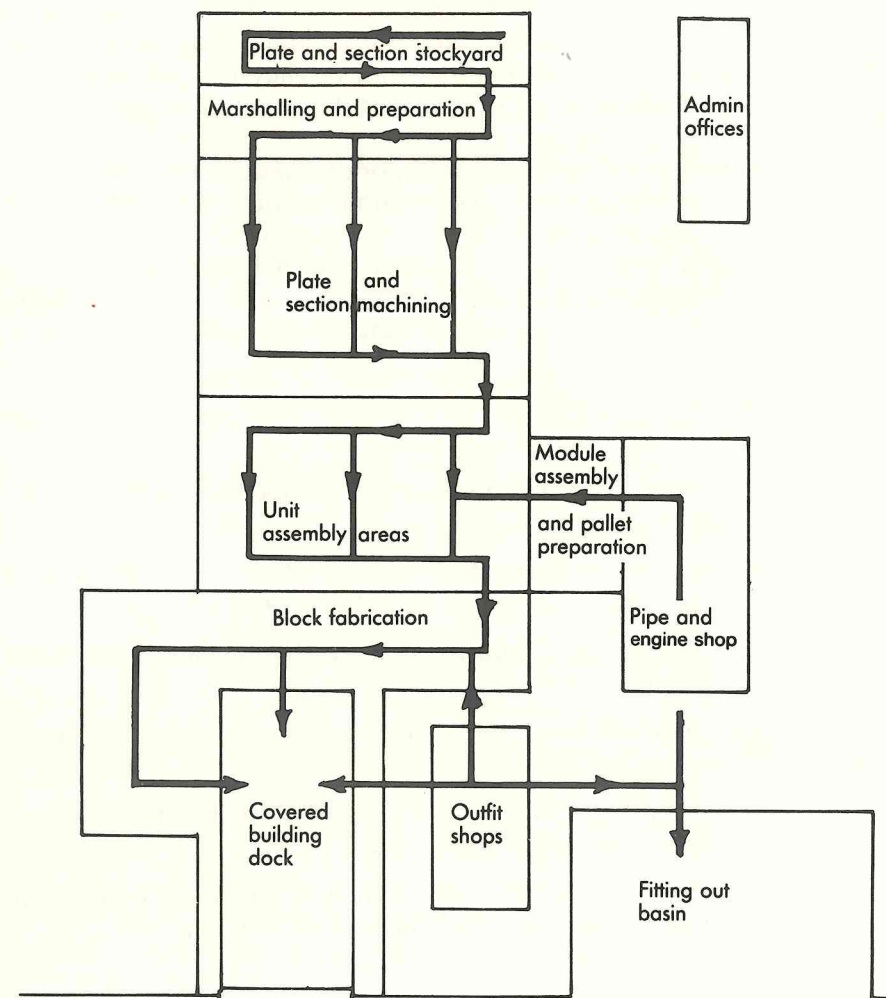 Plate and section stockyard
Marshalling and preparation
Admin
offices
Plate and
section machining
Module
assembly
and pallet
preparation
Unit
assembly areas
Block fabrication
Pipe and
engine shop
Covered
building
dock
Outfit
shops
Fitting out
basin